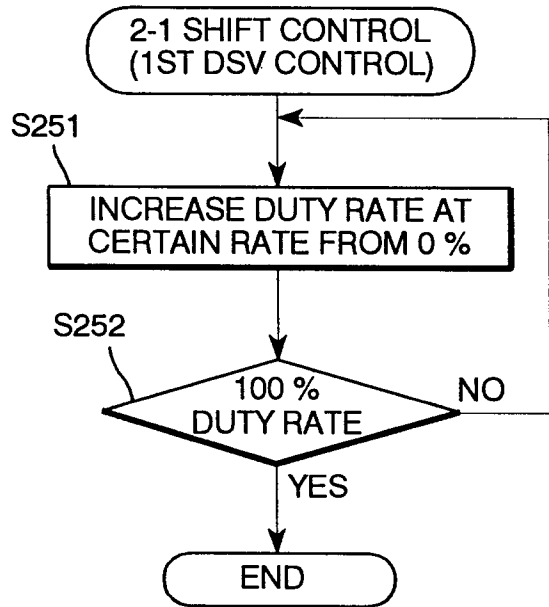 2-1 SHIFT CONTROL
(1ST DSV CONTROL)
S251
INCREASE DUTY RATE AT
CERTAIN RATE FROM 0 %
S252
100 %
DUTY RATE
NO
YES
END